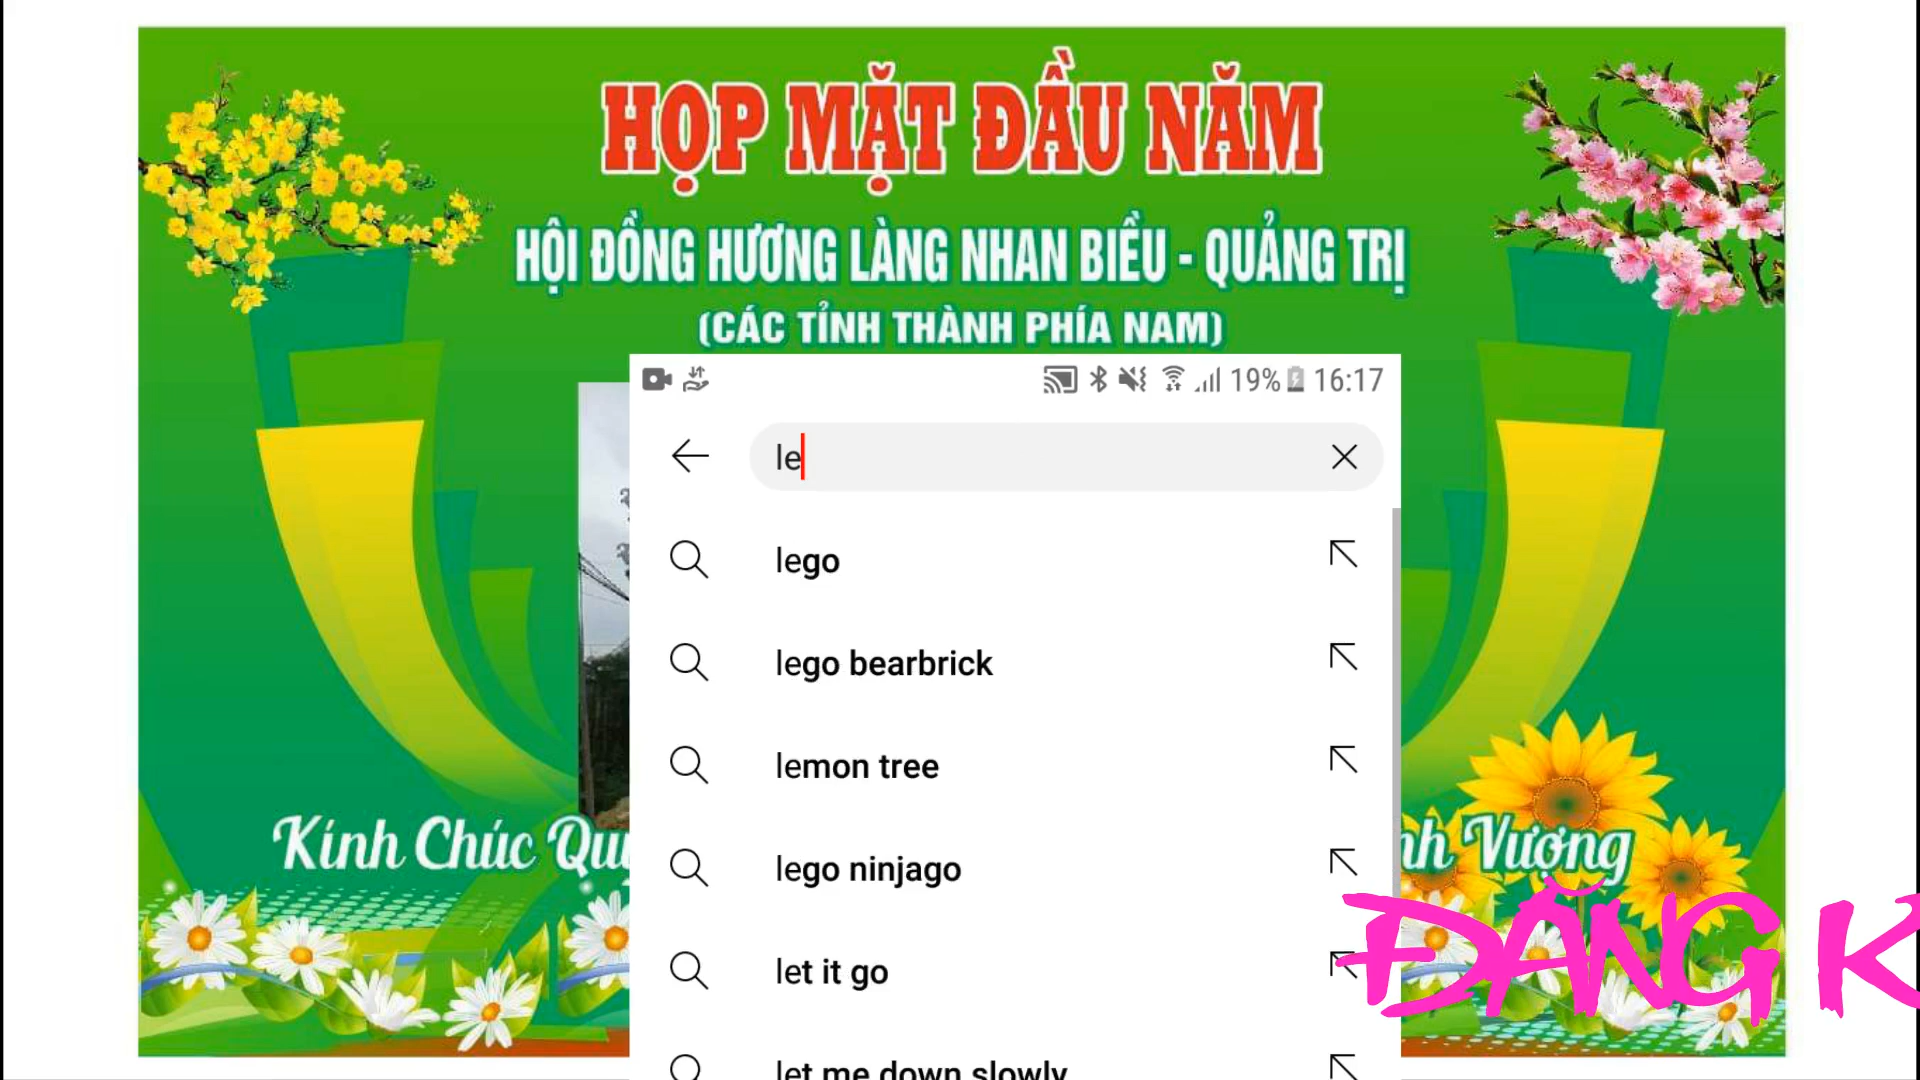 HỌP MẶT ĐẦU NĂM
HỘI ĐỒNG HƯƠNG LÀNG NHAN BIỀU - QUẢNG TRỊ
(CÁC TỈNH THÀNH PHÍA NAM)
19% 16:17
le
lego
lego bearbrick
lemon tree
lego ninjago
let it go
let me down slowly
Kính Chúc
Vượng
ĐĂNG K